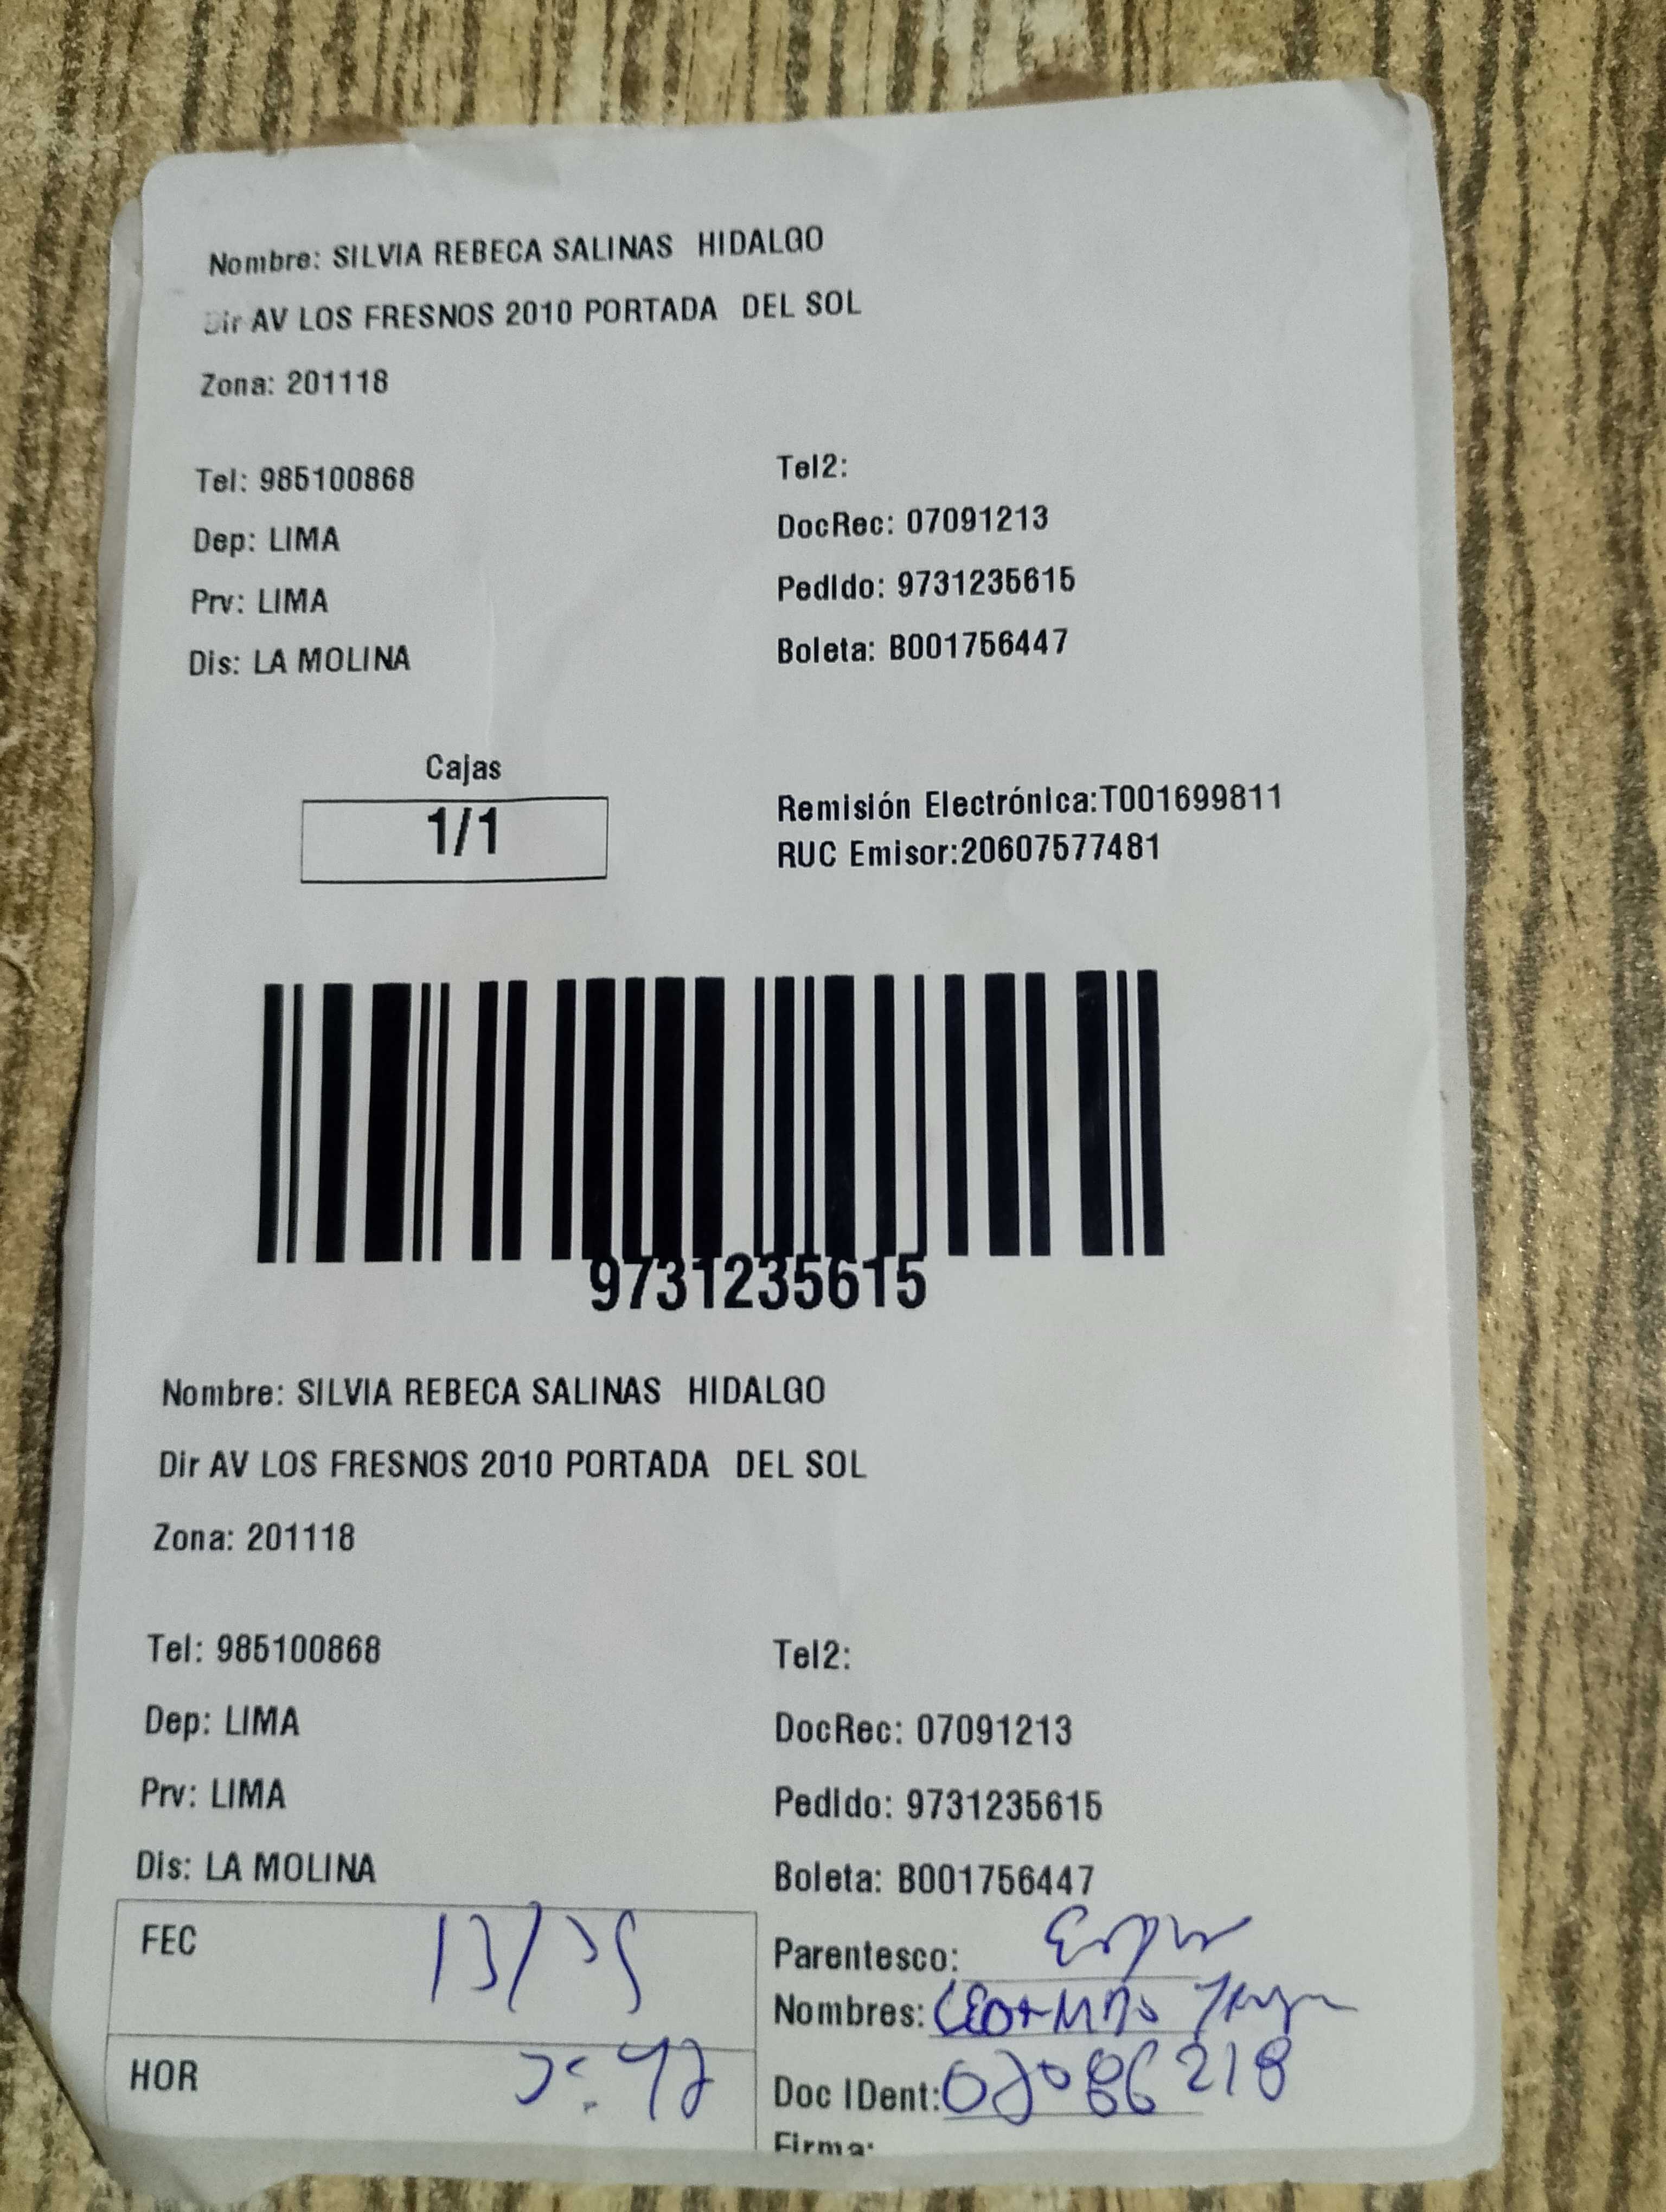 Nombre: SILVIA REBECA SALINAS HIDALGO
Dir AV LOS FRESNOS 2010 PORTADA DEL SOL
Zona: 201118
Tel: 985100868
Tel2:
Dep: LIMA
DocRec: 07091213
Prv: LIMA
Pedido: 9731235615
Dis: LA MOLINA
Boleta: B001756447
Cajas
1/1
Remisión Electrónica:T001699811
RUC Emisor:20607577481
9731235615
Nombre: SILVIA REBECA SALINAS HIDALGO
Dir AV LOS FRESNOS 2010 PORTADA DEL SOL
Zona: 201118
Tel: 985100868
Tel2:
Dep: LIMA
DocRec: 07091213
Prv: LIMA
Pedido: 9731235615
Dis: LA MOLINA
Boleta: B001756447
FEC
Parentesco:
Nombres:
HOR
Doc IDent:
Firma: